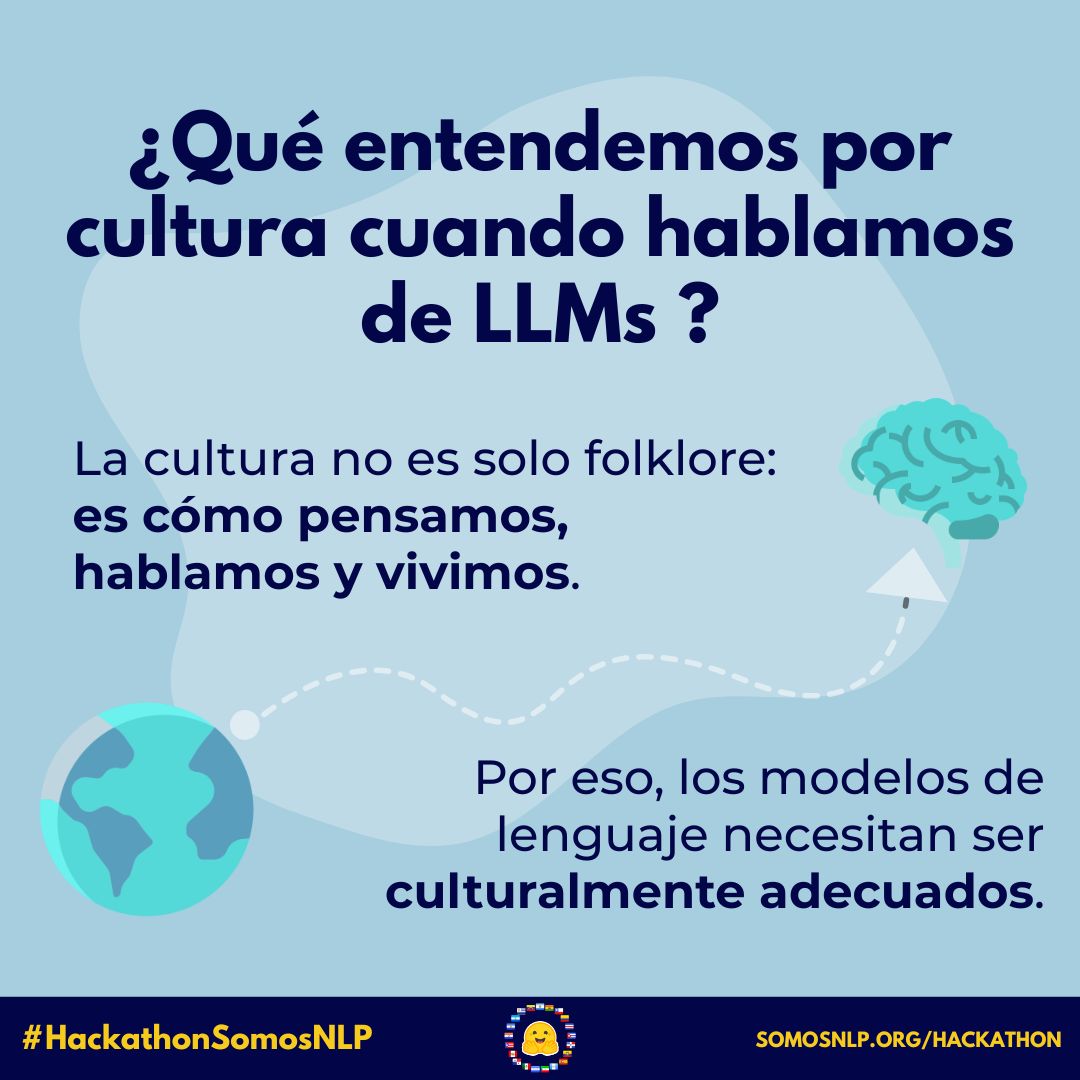 ¿Qué entendemos por
cultura cuando hablamos
de LLMs ?
La cultura no es solo folklore:
es cómo pensamos,
hablamos y vivimos.
Por eso, los modelos de
lenguaje necesitan ser
culturalmente adecuados.
#HackathonSomosNLP
SOMOSNLP.ORG/HACKATHON